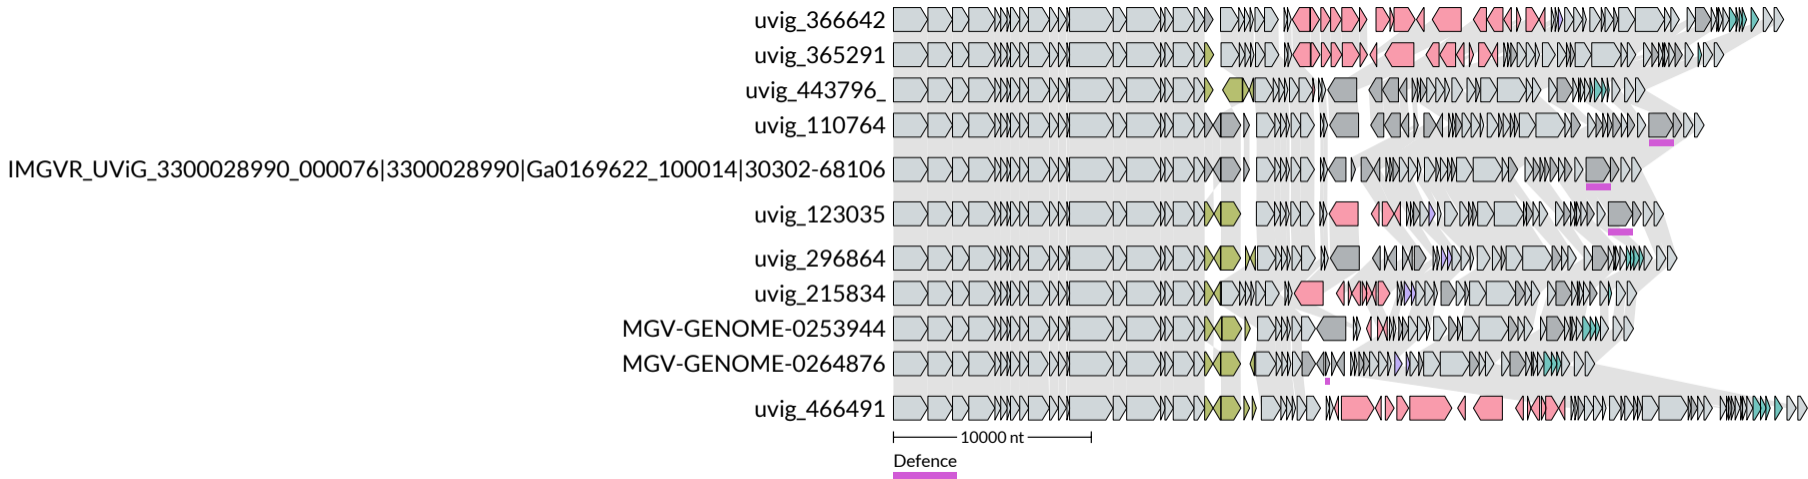 uvig_366642
uvig_365291
uvig_443796_
uvig_110764
IMGVR_UViG_3300028990_000076|3300028990|Ga0169622_100014|30302-68106
uvig_123035
uvig_296864
uvig_215834
MGV-GENOME-0253944
MGV-GENOME-0264876
uvig_466491
10000 nt
Defence